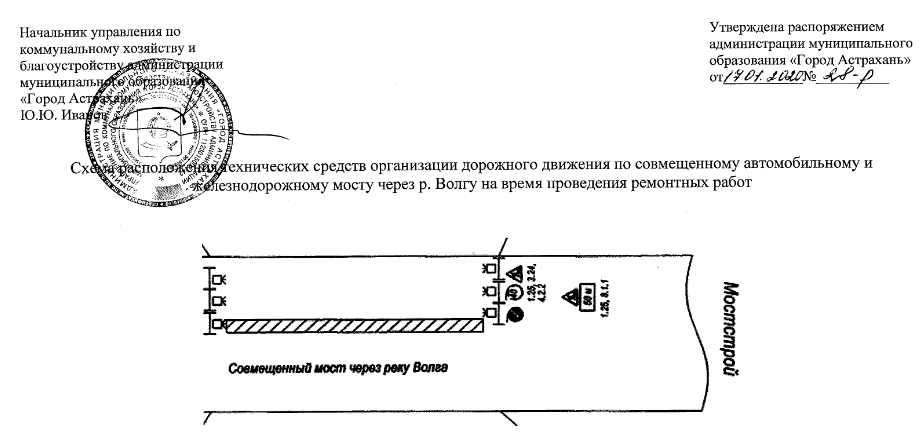 Начальник управления по
коммунальному хозяйству и
благоустройству администрации
муниципального образования
«Город Астрахань»
Ю.Ю. Иванов
Утверждена распоряжением
администрации муниципального
образования «Город Астрахань»
от 17.01.2020 № 28-р
Схема расположения технических средств организации дорожного движения по совмещенному автомобильному и
железнодорожному мосту через р. Волгу на время проведения ремонтных работ
1.25, 3.24,
4.2.2
40
50 м
1.25, 8.1.1
Мостстрой
Совмещенный мост через реку Волга